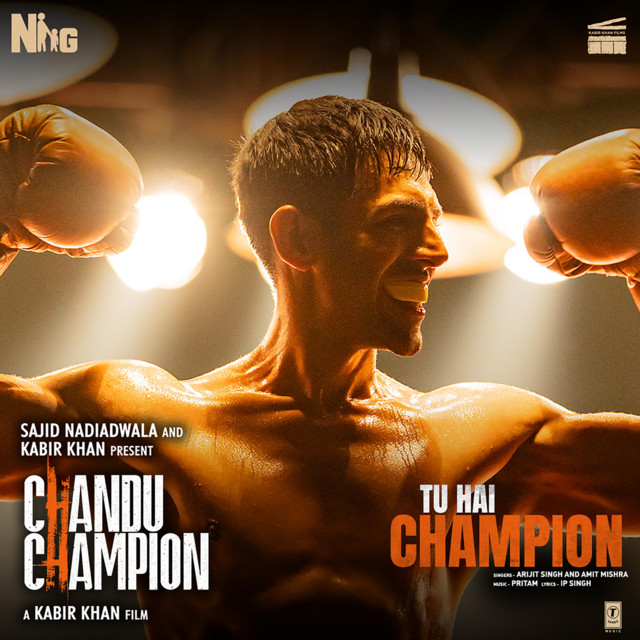 NG
KABIR KHAN FILMS
SAJID NADIADWALA AND
KABIR KHAN PRESENT
CHANDU
CHAMPION
A KABIR KHAN FILM
TU HAI
CHAMPION
SINGERS - ARIJIT SINGH AND AMIT MISHRA
MUSIC - PRITAM LYRICS - IP SINGH
T
MUSIC